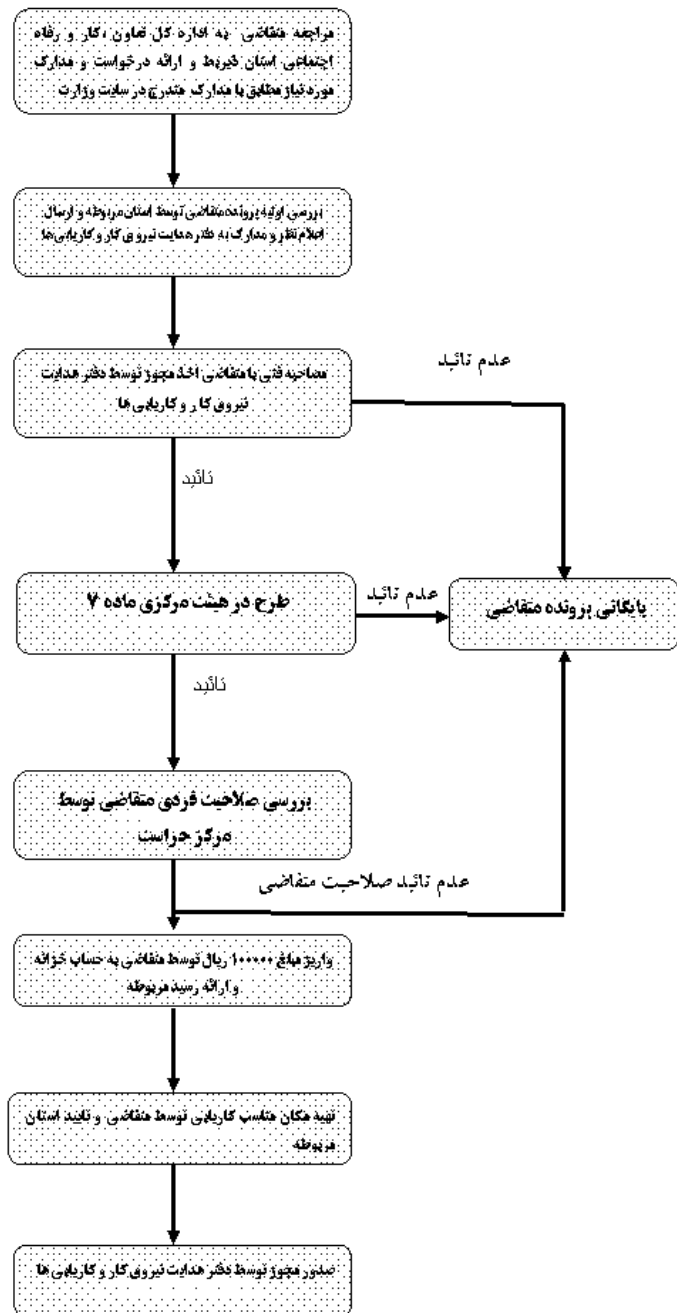 مراجعه متقاضی به اداره کل تعاون ،کار و رفاه
اجتماعی استان ذیربط و ارائه درخواست و مدارک
مورد نیاز مطابق با مدارک مندرج در سایت وزارت
بررسی اولیه پرونده متقاضی توسط استان مربوطه و ارسال
اعلام نظر و مدارک به دفتر هدایت نیروی کار و کاریابی ها
مصاحبه فنی با متقاضی اخذ مجوز توسط دفتر هدایت
نیروی کار و کاریابی ها
عدم تائید
تائید
طرح در هیئت مرکزی ماده ۷
عدم تائید
پایگانی پرونده متقاضی
تائید
بررسی صلاحیت فردی متقاضی توسط
مرکز حراست
عدم تائید صلاحیت متقاضی
واریز مبلغ ۱۰۰۰۰۰ ریال توسط متقاضی به حساب خزانه
و ارائه رسید مربوطه
تهیه مکان مناسب کاریابی توسط متقاضی و تایید استان
مربوطه
صدور مجوز توسط دفتر هدایت نیروی کار و کاریابی ها